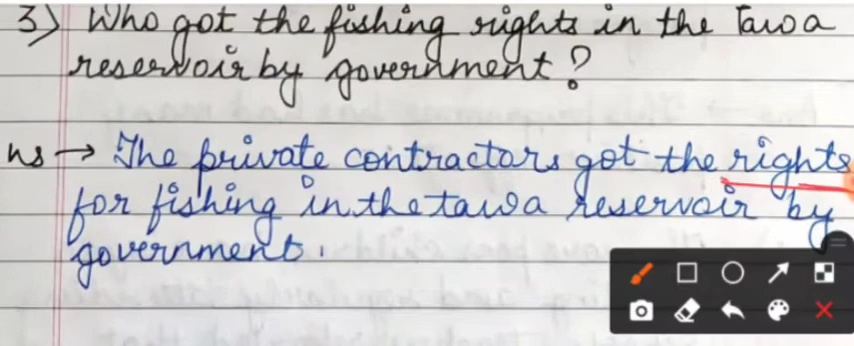 3) Who got the fishing rights in the Tawa
reservoir by government?
ns → The private contractors got the rights
for fishing in the tawa reservoir by
government.